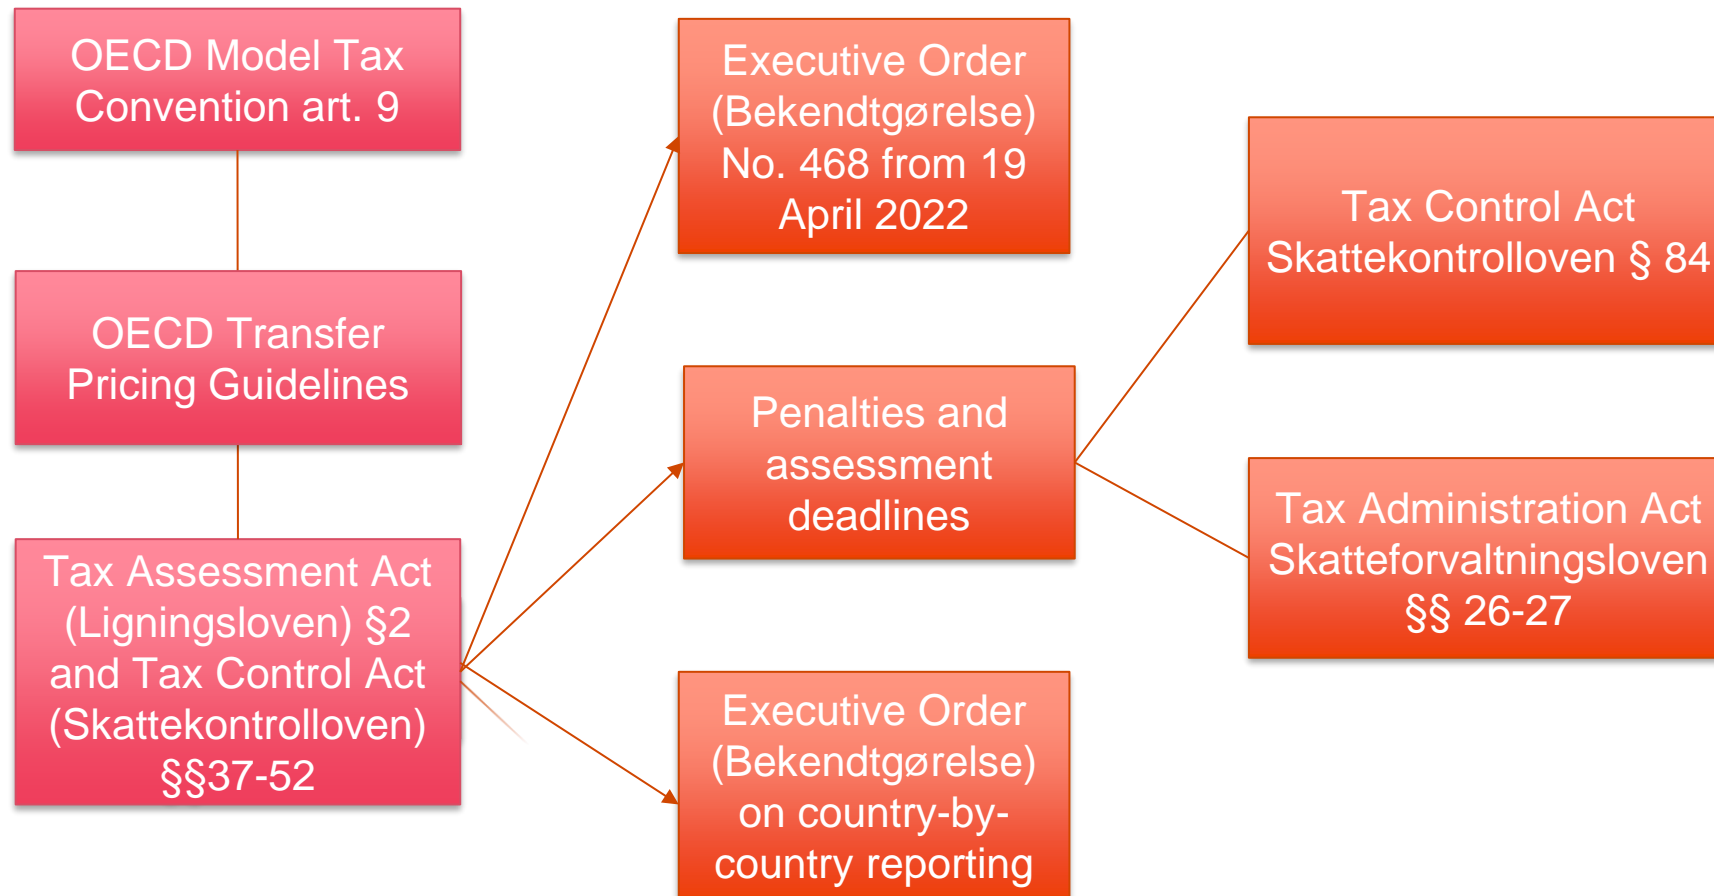 OECD Model Tax
Convention art. 9
OECD Transfer
Pricing Guidelines
Tax Assessment Act
(Ligningsloven) §2
and Tax Control Act
(Skattekontrolloven)
§§37-52
Executive Order
(Bekendtgørelse)
No. 468 from 19
April 2022
Penalties and
assessment
deadlines
Executive Order
(Bekendtgørelse)
on country-by-
country reporting
Tax Control Act
Skattekontrolloven § 84
Tax Administration Act
Skatteforvaltningsloven
§§ 26-27